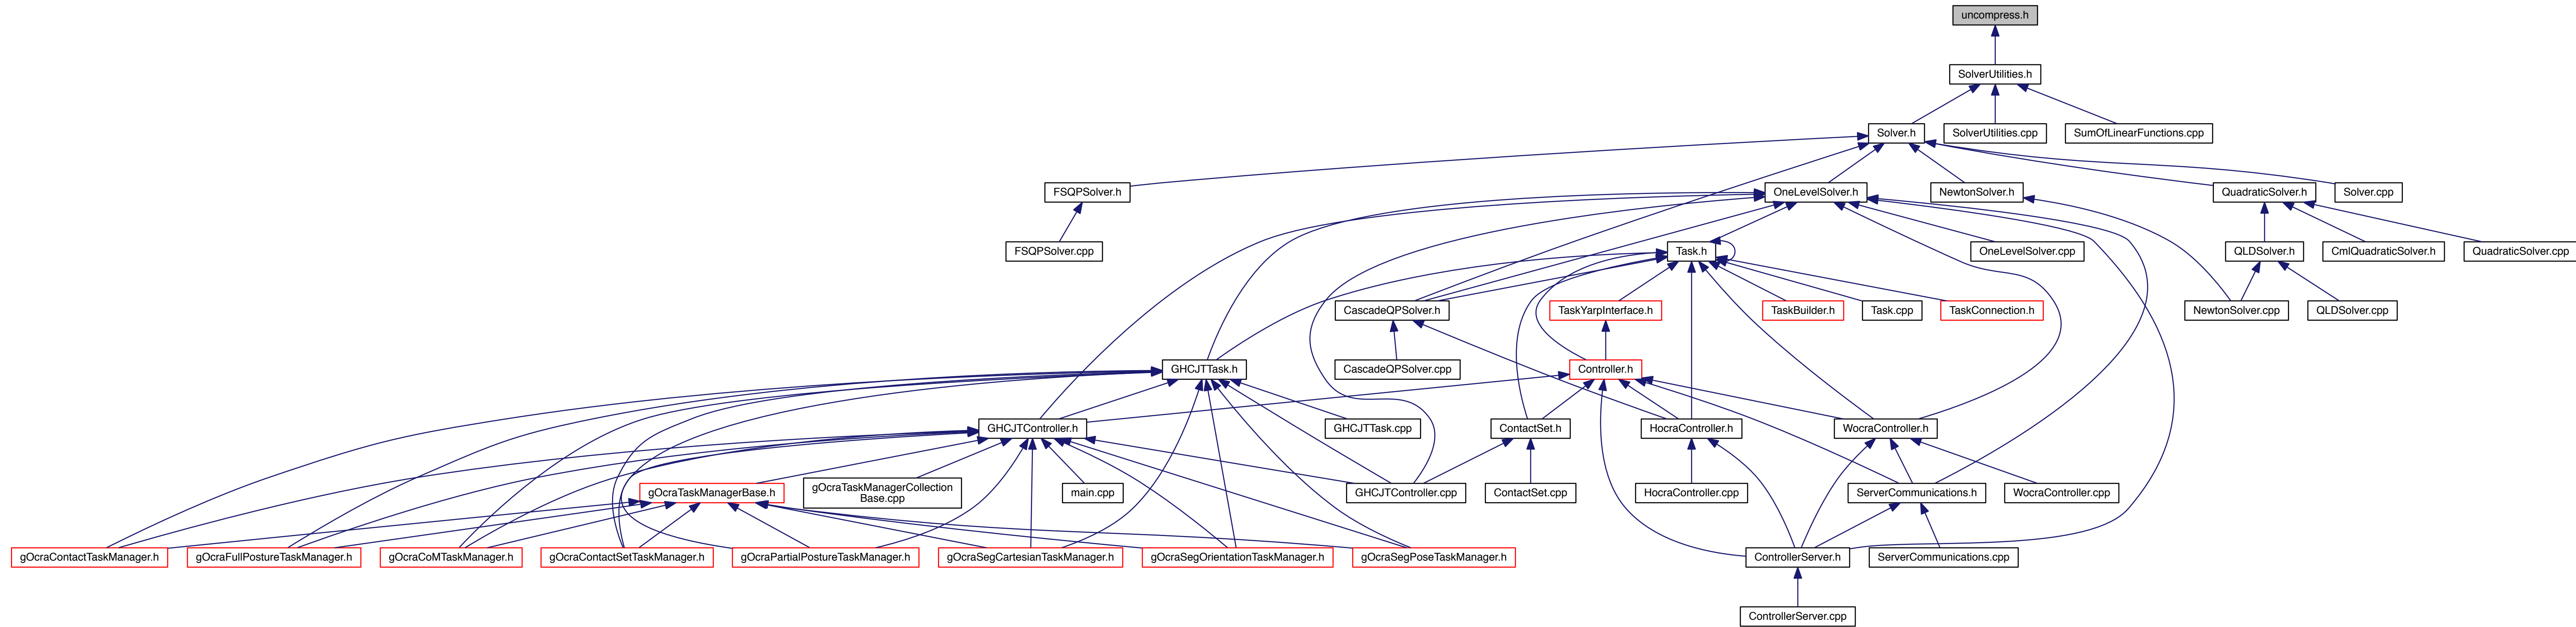 uncompress.h
SolverUtilities.h
Solver.h
SolverUtilities.cpp
SumOfLinearFunctions.cpp
FSQPSolver.h
OneLevelSolver.h
NewtonSolver.h
QuadraticSolver.h
Solver.cpp
FSQPSolver.cpp
Task.h
OneLevelSolver.cpp
QLDSolver.h
CmlQuadraticSolver.h
QuadraticSolver.cpp
CascadeQPSolver.h
TaskYarpInterface.h
TaskBuilder.h
Task.cpp
TaskConnection.h
NewtonSolver.cpp
QLDSolver.cpp
GHCJTTask.h
CascadeQPSolver.cpp
Controller.h
GHCJTController.h
GHCJTTask.cpp
ContactSet.h
HocraController.h
WocraController.h
gOcraTaskManagerBase.h
gOcraTaskManagerCollection
Base.cpp
main.cpp
GHCJTController.cpp
ContactSet.cpp
HocraController.cpp
ServerCommunications.h
WocraController.cpp
gOcraContactTaskManager.h
gOcraFullPostureTaskManager.h
gOcraCoMTaskManager.h
gOcraContactSetTaskManager.h
gOcraPartialPostureTaskManager.h
gOcraSegCartesianTaskManager.h
gOcraSegOrientationTaskManager.h
gOcraSegPoseTaskManager.h
ControllerServer.h
ServerCommunications.cpp
ControllerServer.cpp